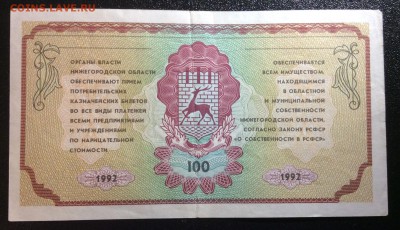 COINS.LAVE.RU
ОРГАНЫ ВЛАСТИ
НИЖЕГОРОДСКОЙ ОБЛАСТИ
ОБЕСПЕЧИВАЮТ ПРИЕМ
ПОТРЕБИТЕЛЬСКИХ
КАЗНАЧЕЙСКИХ БИЛЕТОВ
ВО ВСЕ ВИДЫ ПЛАТЕЖЕЙ
ВСЕМИ ПРЕДПРИЯТИЯМИ
И УЧРЕЖДЕНИЯМИ
ПО НАРИЦАТЕЛЬНОЙ
СТОИМОСТИ.
ОБЕСПЕЧИВАЕТСЯ
ВСЕМ ИМУЩЕСТВОМ,
НАХОДЯЩИМСЯ
В ОБЛАСТНОЙ
И МУНИЦИПАЛЬНОЙ
СОБСТВЕННОСТИ
НИЖЕГОРОДСКОЙ ОБЛАСТИ,
СОГЛАСНО ЗАКОНУ РСФСР
«О СОБСТВЕННОСТИ В РСФСР»
100
1992
1992